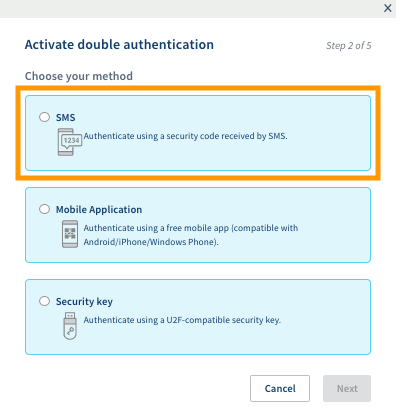 Activate double authentication
Step 2 of 5
Choose your method
SMS
1234
Authenticate using a security code received by SMS.
Mobile Application
Authenticate using a free mobile app (compatible with
Android/iPhone/Windows Phone).
Security key
Authenticate using a U2F-compatible security key.
Cancel
Next